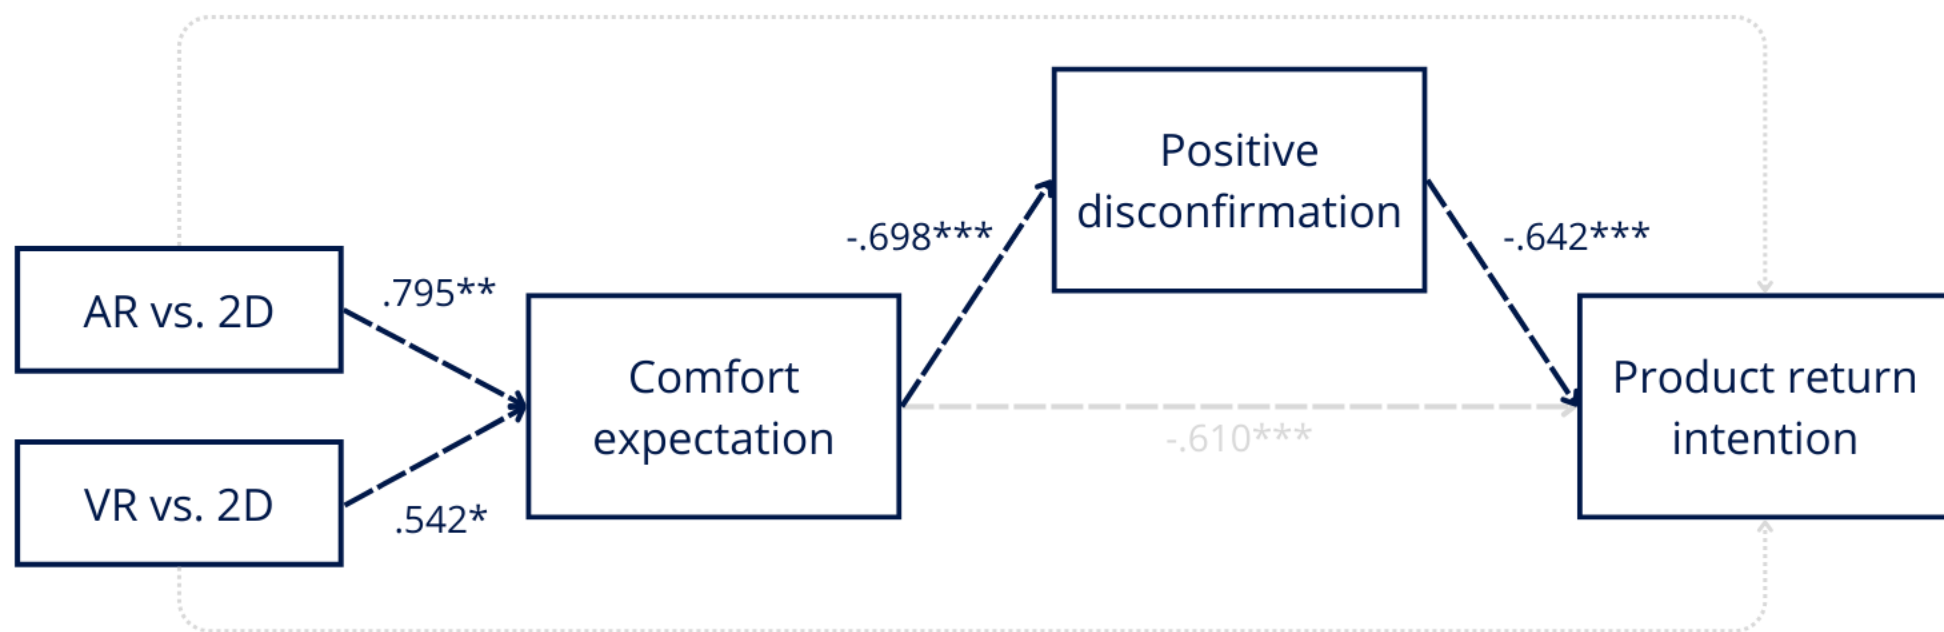 Positive
disconfirmation
-.698***
-.642***
AR vs. 2D
.795**
Comfort
expectation
Product return
intention
-.610***
VR vs. 2D
.542*